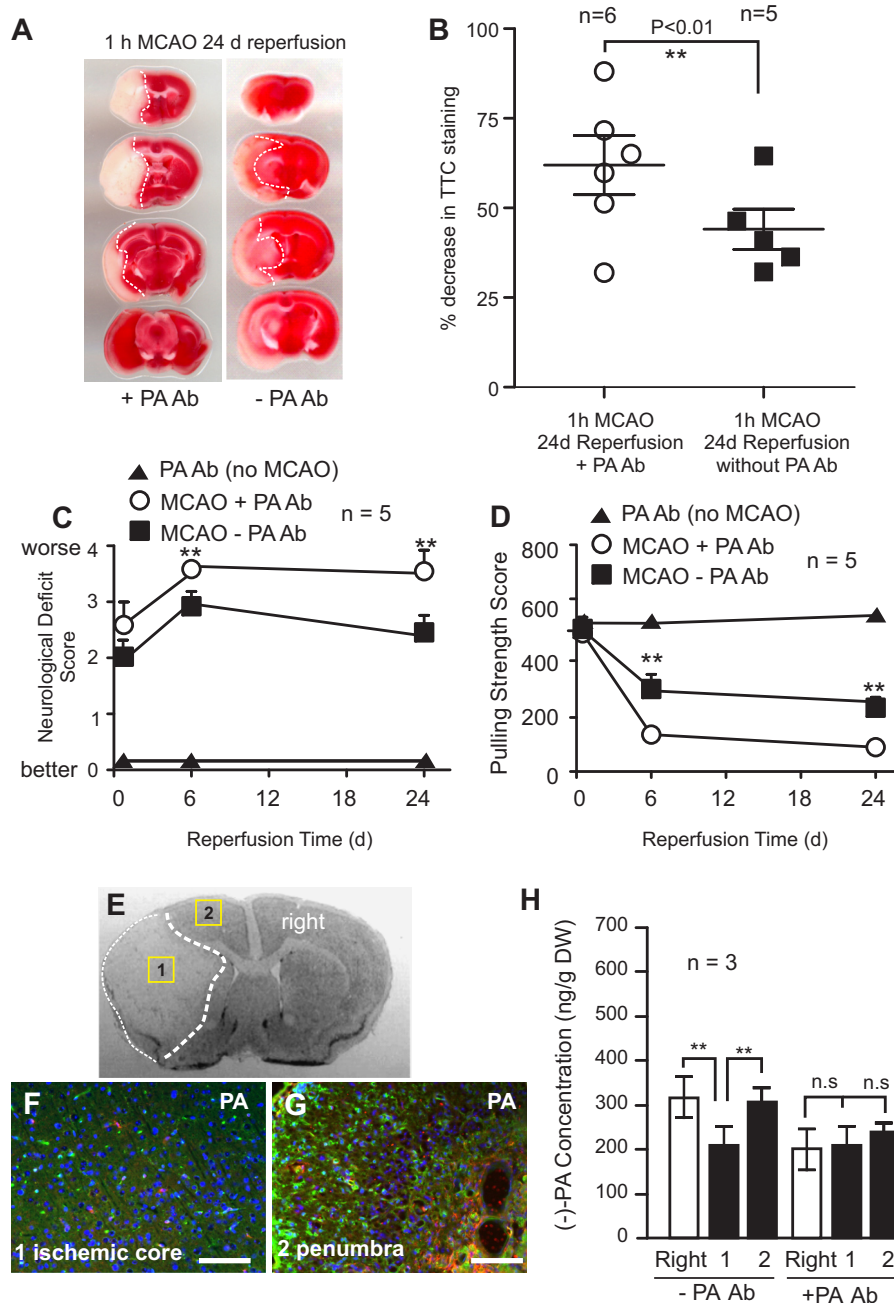 A
1 h MCAO 24 d reperfusion
+ PA Ab
- PA Ab
B
n=6
n=5
P<0.01
**
% decrease in TTC staining
100
75
50
25
0
1h MCAO
24d Reperfusion
+ PA Ab
1h MCAO
24d Reperfusion
without PA Ab
C
PA Ab (no MCAO)
MCAO + PA Ab
MCAO - PA Ab
n = 5
worse
better
Neurological Deficit
Score
4
3
2
1
0
**
**
0
6
12
18
24
Reperfusion Time (d)
D
PA Ab (no MCAO)
MCAO + PA Ab
MCAO - PA Ab
n = 5
Pulling Strength Score
800
600
400
200
0
**
**
0
6
12
18
24
Reperfusion Time (d)
E
2
right
1
F
PA
1 ischemic core
G
PA
2 penumbra
H
n = 3
(-)-PA Concentration (ng/g DW)
700
600
500
400
300
200
100
0
**
**
n.s
n.s
Right 1 2
Right 1 2
- PA Ab
+PA Ab